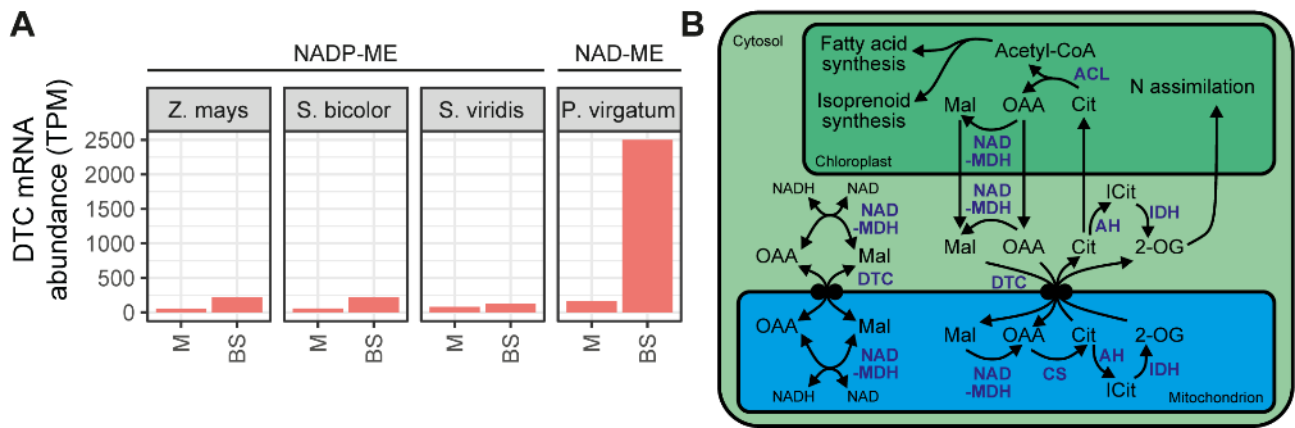 A
NADP-ME
NAD-ME
Z. mays
S. bicolor
S. viridis
P. virgatum
DTC mRNA
abundance (TPM)
2500
2000
1500
1000
500
0
M
BS
M
BS
M
BS
M
BS
B
Cytosol
Fatty acid
synthesis
Acetyl-CoA
ACL
N assimilation
Isoprenoid
synthesis
Mal
OAA
Cit
NAD
-MDH
Chloroplast
NADH
NAD
NAD
-MDH
NAD
-MDH
ICit
AH
IDH
OAA
Mal
Mal
OAA
Cit
2-OG
DTC
DTC
OAA
Mal
Mal
OAA
Cit
2-OG
NAD
-MDH
NAD
-MDH
CS
AH
IDH
ICit
NADH
NAD
Mitochondrion